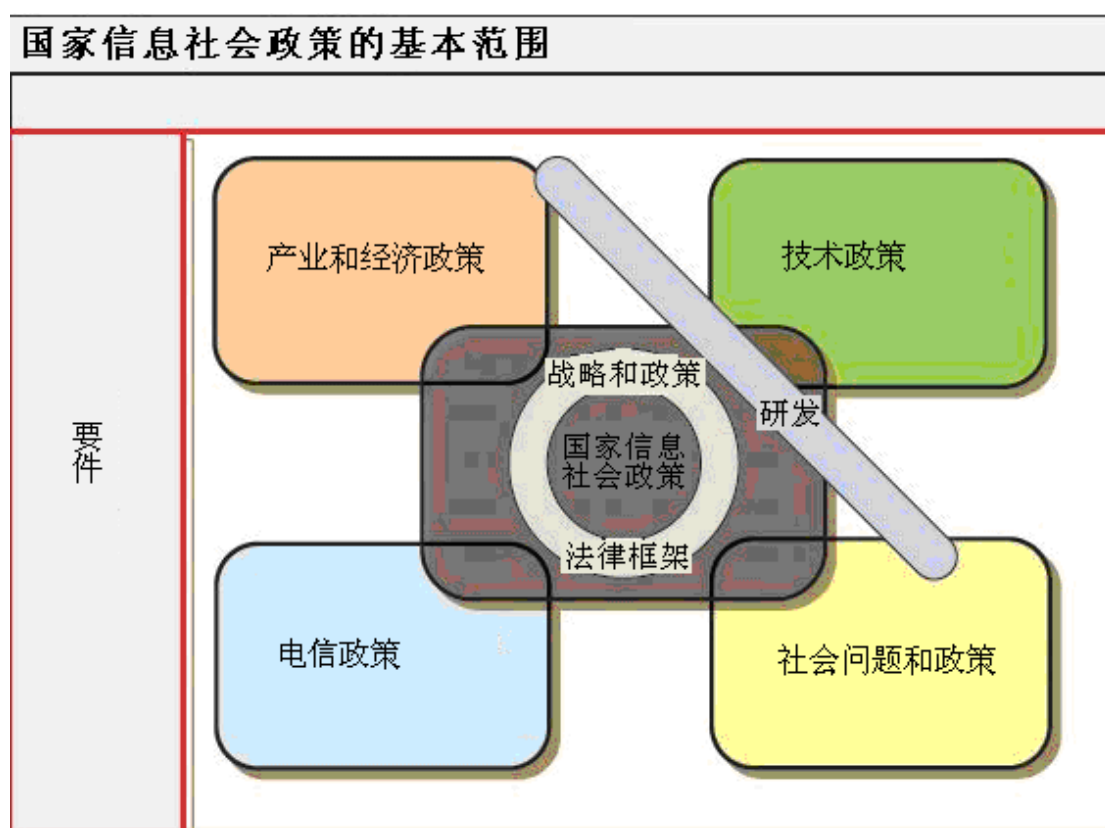 国家信息社会政策的基本范围
要
件
产业和经济政策
技术政策
战略和政策
研发
国家信息
社会政策
法律框架
电信政策
社会问题和政策